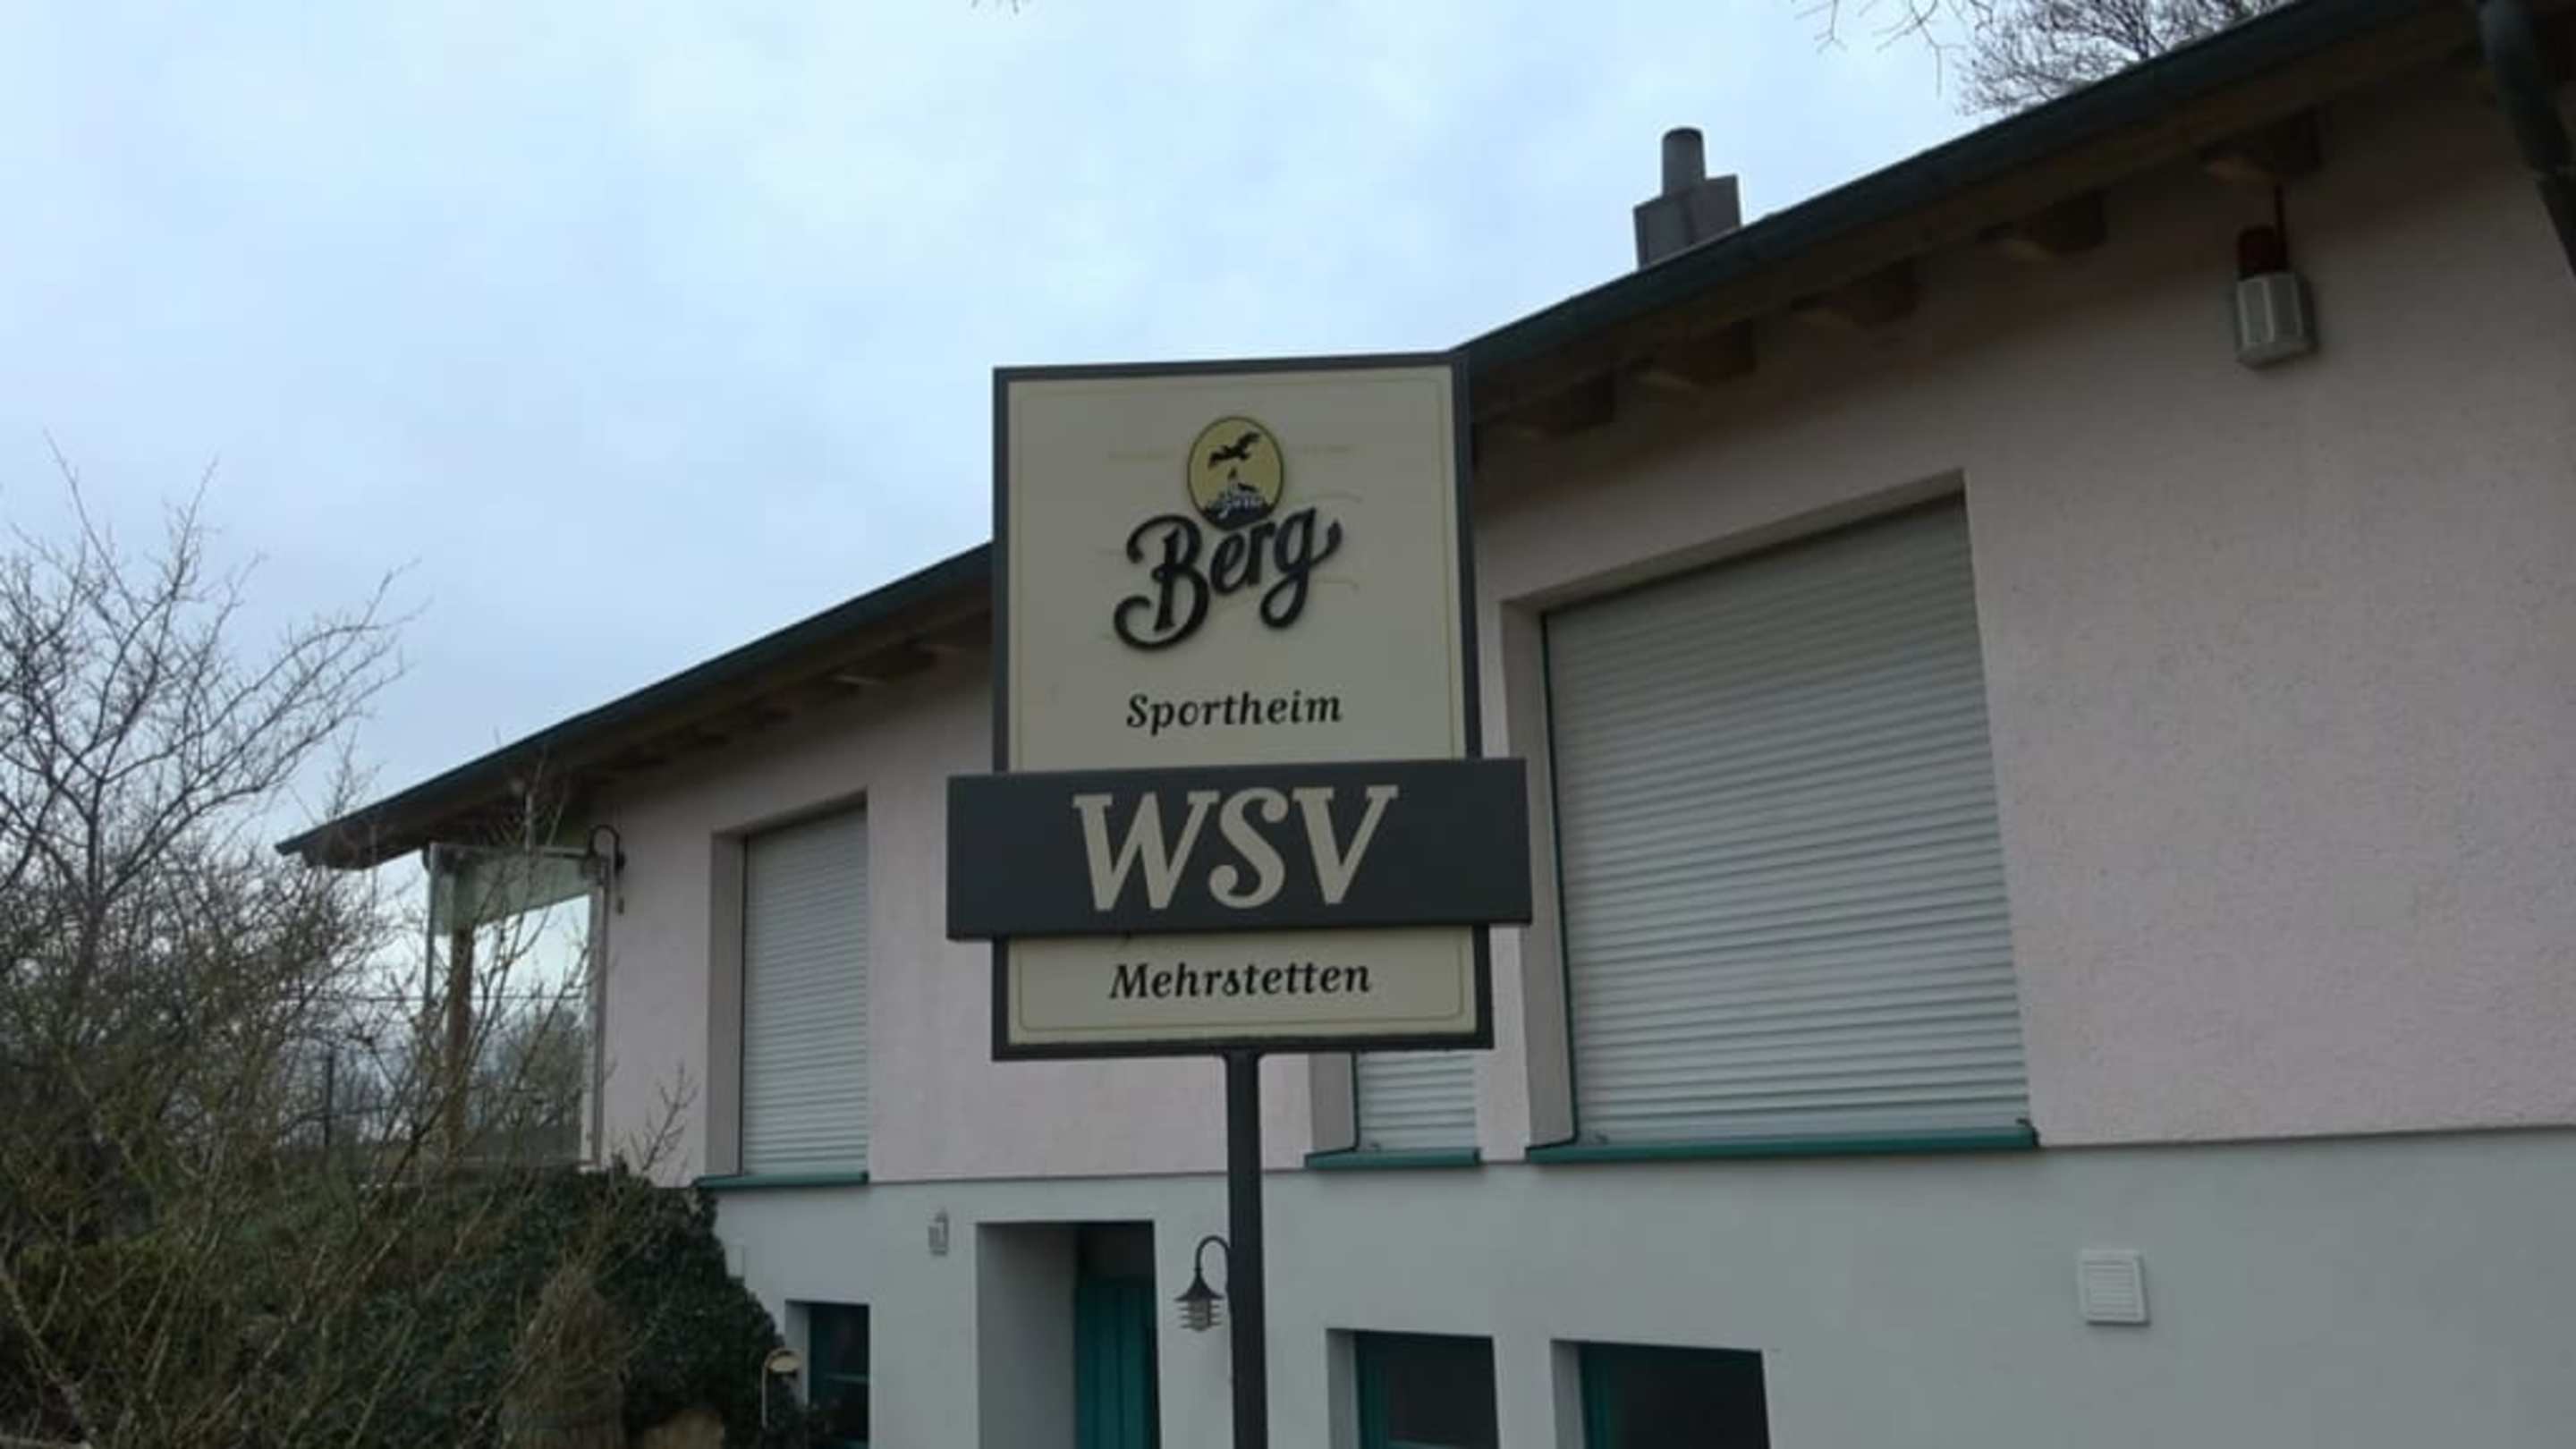 Berg
Sportheim
WSV
Mehrstetten